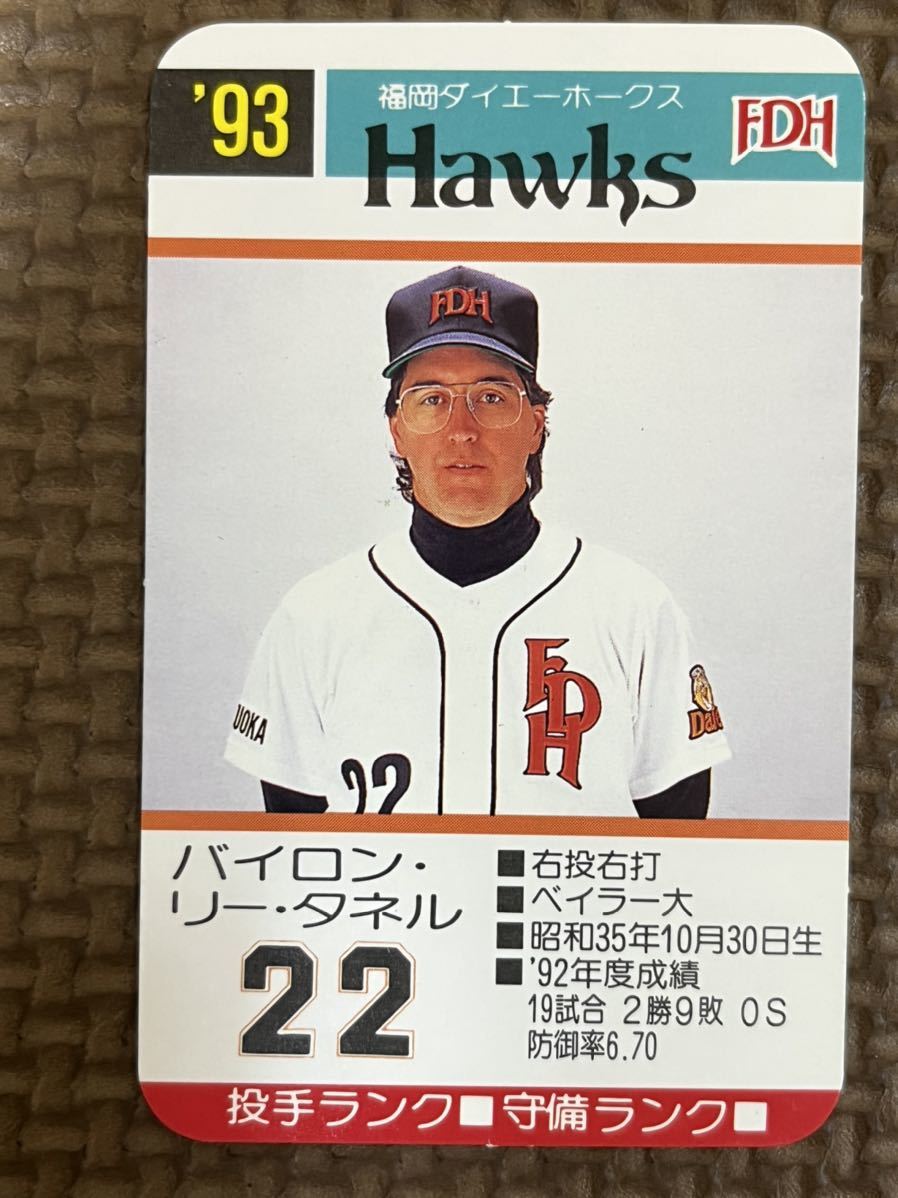 '93
福岡ダイエーホークス
Hawks
FDH
FDH
FDH
UOKA
22
バイロン・
リー・タネル
22
■右投右打
■ベイラー大
■昭和35年10月30日生
■'92年度成績
19試合 2勝9敗 0S
防御率6.70
投手ランク□守備ランク□